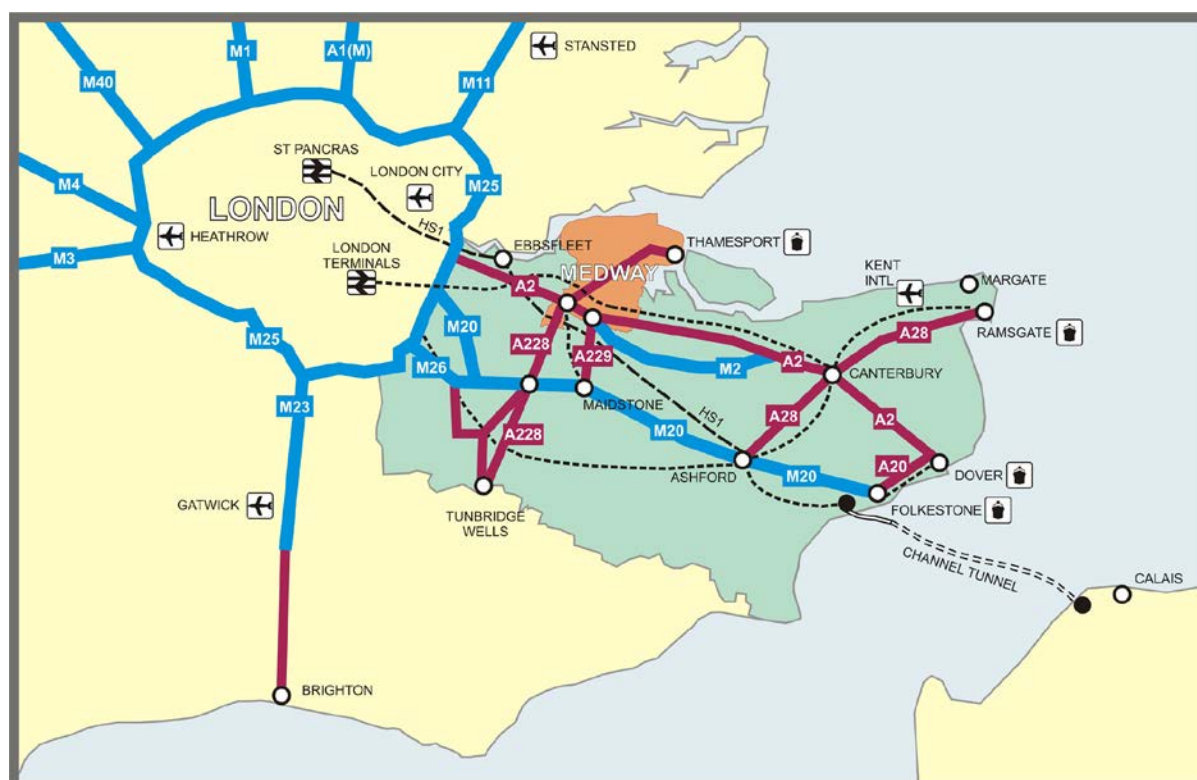 M1
A1(M)
STANSTED
M40
M11
ST PANCRAS
LONDON CITY
M25
M4
LONDON
HS1
HEATHROW
M3
EBBSFLEET
THAMESPORT
LONDON
TERMINALS
MEDWAY
KENT
INTL
MARGATE
A2
RAMSGATE
M20
M25
A228
A28
A229
A2
M26
M2
CANTERBURY
MAIDSTONE
M23
HS1
A28
A2
M20
A228
A20
ASHFORD
M20
DOVER
GATWICK
TUNBRIDGE
WELLS
FOLKESTONE
CHANNEL TUNNEL
CALAIS
BRIGHTON